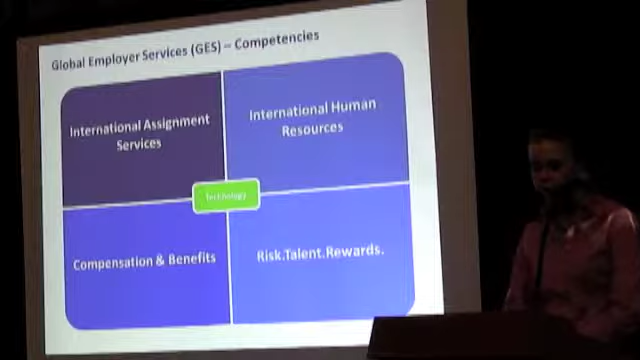 Global Employer Services (GES) – Competencies
International Assignment
Services
International Human
Resources
Technology
Compensation & Benefits
Risk.Talent.Rewards.